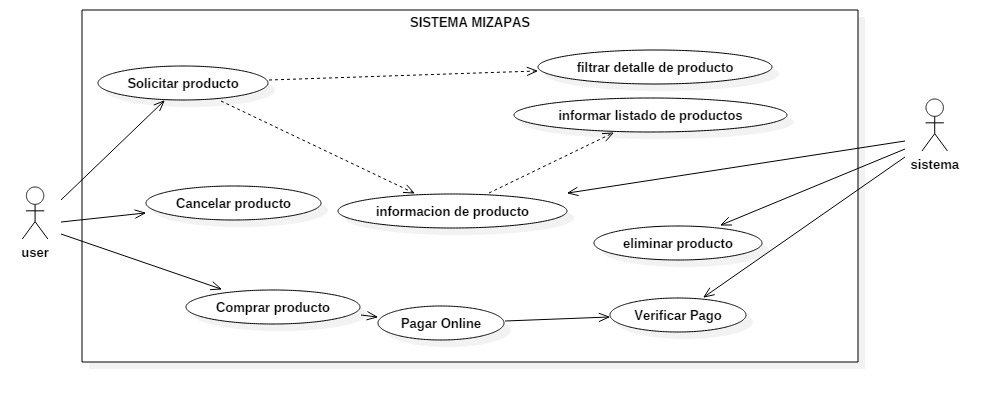 SISTEMA MIZAPAS
filtrar detalle de producto
Solicitar producto
informar listado de productos
sistema
Cancelar producto
informacion de producto
eliminar producto
user
Comprar producto
Verificar Pago
Pagar Online